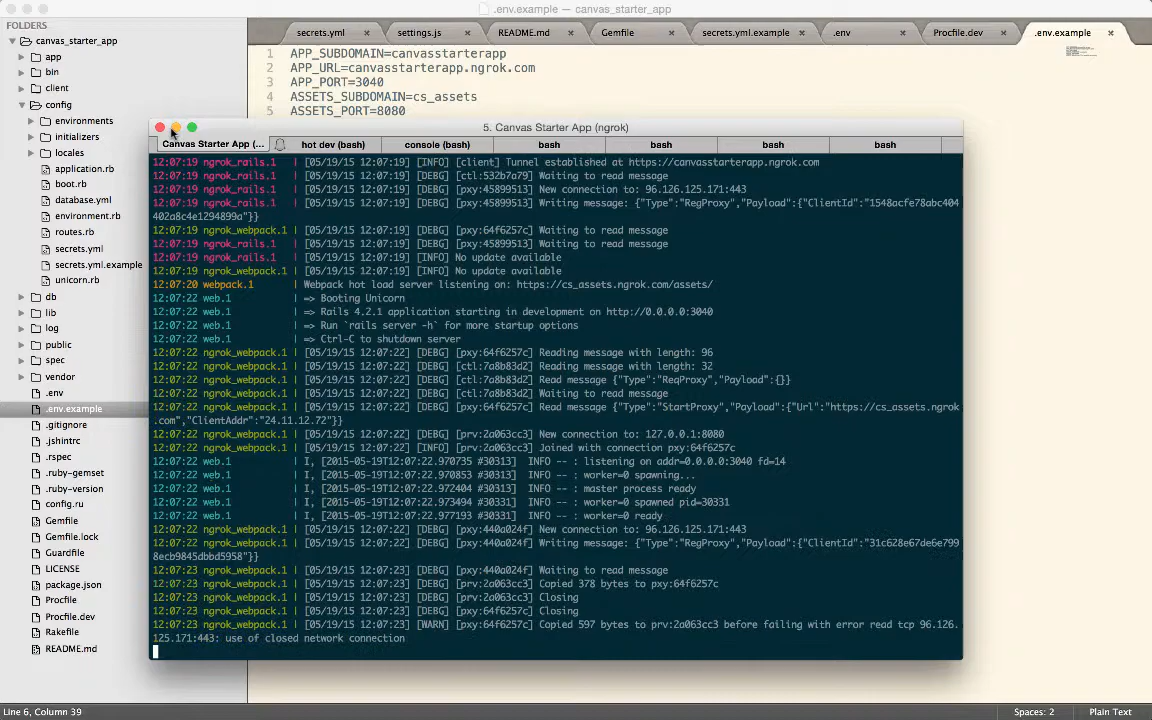 .env.example — canvas_starter_app
FOLDERS
canvas_starter_app
app
bin
client
config
environments
initializers
locales
application.rb
boot.rb
database.yml
environment.rb
routes.rb
secrets.yml
secrets.yml.example
unicorn.rb
db
lib
log
public
spec
vendor
.env
.env.example
.gitignore
.jshintrc
.rspec
.ruby-gemset
.ruby-version
config.ru
Gemfile
Gemfile.lock
Guardfile
LICENSE
package.json
Procfile
Procfile.dev
Rakefile
README.md
secrets.yml
settings.js
README.md
Gemfile
secrets.yml.example
.env
Procfile.dev
.env.example
1 APP_SUBDOMAIN=canvasstarterapp
2 APP_URL=canvasstarterapp.ngrok.com
3 APP_PORT=3040
4 ASSETS_SUBDOMAIN=cs_assets
5 ASSETS_PORT=8080
5. Canvas Starter App (ngrok)
Canvas Starter App (...
hot dev (bash)
console (bash)
bash
bash
bash
bash
12:07:19 ngrok_rails.1 | [05/19/15 12:07:19] [INFO] [client] Tunnel established at https://canvasstarterapp.ngrok.com
12:07:19 ngrok_rails.1 | [05/19/15 12:07:19] [DEBG] [ctl:532b7a79] Waiting to read message
12:07:19 ngrok_rails.1 | [05/19/15 12:07:19] [DEBG] [pxy:45899513] New connection to: 96.126.125.171:443
12:07:19 ngrok_rails.1 | [05/19/15 12:07:19] [DEBG] [pxy:45899513] Writing message: {"Type":"RegProxy","Payload":{"ClientId":"1548acfe78abc404
402a8c4e1294899a"}}
12:07:19 ngrok_webpack.1 | [05/19/15 12:07:19] [DEBG] [pxy:64f6257c] Waiting to read message
12:07:19 ngrok_rails.1 | [05/19/15 12:07:19] [DEBG] [pxy:45899513] Waiting to read message
12:07:19 ngrok_rails.1 | [05/19/15 12:07:19] [INFO] No update available
12:07:19 ngrok_webpack.1 | [05/19/15 12:07:19] [INFO] No update available
12:07:20 webpack.1 | Webpack hot load server listening on: https://cs_assets.ngrok.com/assets/
12:07:22 web.1 | => Booting Unicorn
12:07:22 web.1 | => Rails 4.2.1 application starting in development on http://0.0.0.0:3040
12:07:22 web.1 | => Run `rails server -h` for more startup options
12:07:22 web.1 | => Ctrl-C to shutdown server
12:07:22 ngrok_webpack.1 | [05/19/15 12:07:22] [DEBG] [pxy:64f6257c] Reading message with length: 96
12:07:22 ngrok_webpack.1 | [05/19/15 12:07:22] [DEBG] [ctl:7a8b83d2] Reading message with length: 32
12:07:22 ngrok_webpack.1 | [05/19/15 12:07:22] [DEBG] [ctl:7a8b83d2] Read message {"Type":"ReqProxy","Payload":{}}
12:07:22 ngrok_webpack.1 | [05/19/15 12:07:22] [DEBG] [ctl:7a8b83d2] Waiting to read message
12:07:22 ngrok_webpack.1 | [05/19/15 12:07:22] [DEBG] [pxy:64f6257c] Read message {"Type":"StartProxy","Payload":{"Url":"https://cs_assets.ngrok
.com","ClientAddr":"24.11.12.72"}}
12:07:22 ngrok_webpack.1 | [05/19/15 12:07:22] [DEBG] [prv:2a063cc3] New connection to: 127.0.0.1:8080
12:07:22 ngrok_webpack.1 | [05/19/15 12:07:22] [INFO] [prv:2a063cc3] Joined with connection pxy:64f6257c
12:07:22 web.1 | I, [2015-05-19T12:07:22.970735 #30313] INFO -- : listening on addr=0.0.0.0:3040 fd=14
12:07:22 web.1 | I, [2015-05-19T12:07:22.970853 #30313] INFO -- : worker=0 spawning...
12:07:22 web.1 | I, [2015-05-19T12:07:22.972404 #30313] INFO -- : master process ready
12:07:22 web.1 | I, [2015-05-19T12:07:22.973494 #30331] INFO -- : worker=0 spawned pid=30331
12:07:22 web.1 | I, [2015-05-19T12:07:22.977193 #30331] INFO -- : worker=0 ready
12:07:22 ngrok_webpack.1 | [05/19/15 12:07:22] [DEBG] [pxy:440a024f] New connection to: 96.126.125.171:443
12:07:22 ngrok_webpack.1 | [05/19/15 12:07:22] [DEBG] [pxy:440a024f] Writing message: {"Type":"RegProxy","Payload":{"ClientId":"31c628e67de6e799
8ecb9845dbbd5958"}}
12:07:23 ngrok_webpack.1 | [05/19/15 12:07:23] [DEBG] [pxy:440a024f] Waiting to read message
12:07:23 ngrok_webpack.1 | [05/19/15 12:07:23] [DEBG] [prv:2a063cc3] Copied 378 bytes to pxy:64f6257c
12:07:23 ngrok_webpack.1 | [05/19/15 12:07:23] [DEBG] [prv:2a063cc3] Closing
12:07:23 ngrok_webpack.1 | [05/19/15 12:07:23] [DEBG] [pxy:64f6257c] Closing
12:07:23 ngrok_webpack.1 | [05/19/15 12:07:23] [WARN] [pxy:64f6257c] Copied 597 bytes to prv:2a063cc3 before failing with error read tcp 96.126.
125.171:443: use of closed network connection
Line 6, Column 39
Spaces: 2
Plain Text